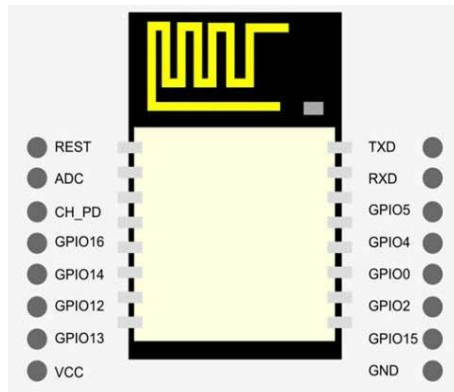 REST
ADC
CH_PD
GPIO16
GPIO14
GPIO12
GPIO13
VCC
TXD
RXD
GPIO5
GPIO4
GPIO0
GPIO2
GPIO15
GND